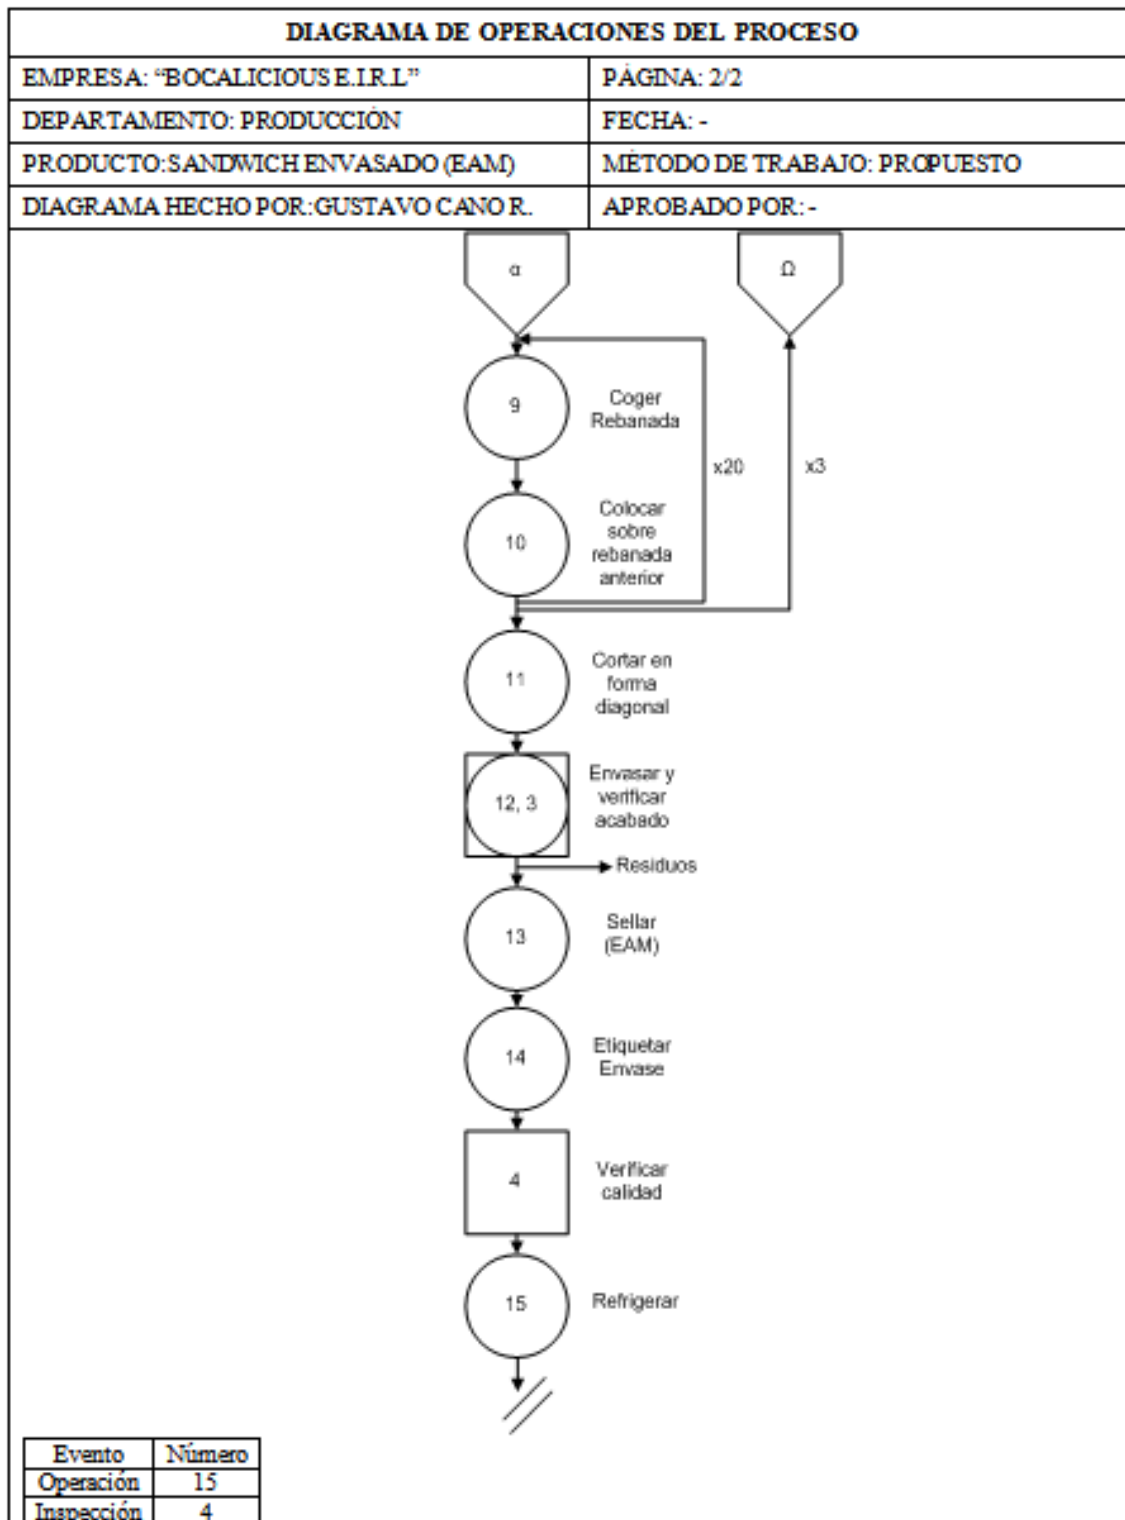 DIAGRAMA DE OPERACIONES DEL PROCESO
EMPRESA: “BOCALICIOUS E.I.R.L” PÁGINA: 2/2
DEPARTAMENTO: PRODUCCIÓN FECHA: -
PRODUCTO: SANDWICH ENVASADO (EAM) MÉTODO DE TRABAJO: PROPUESTO
DIAGRAMA HECHO POR: GUSTAVO CANO R. APROBADO POR: -
α Ω
9
Coger
Rebanada
x20 x3
10
Colocar
sobre
rebanada
anterior
11
Cortar en
forma
diagonal
12, 3
Envasar y
verificar
acabado
Residuos
13
Sellar
(EAM)
14
Etiquetar
Envase
4
Verificar
calidad
15
Refrigerar
Evento Número
Operación 15
Inspección 4